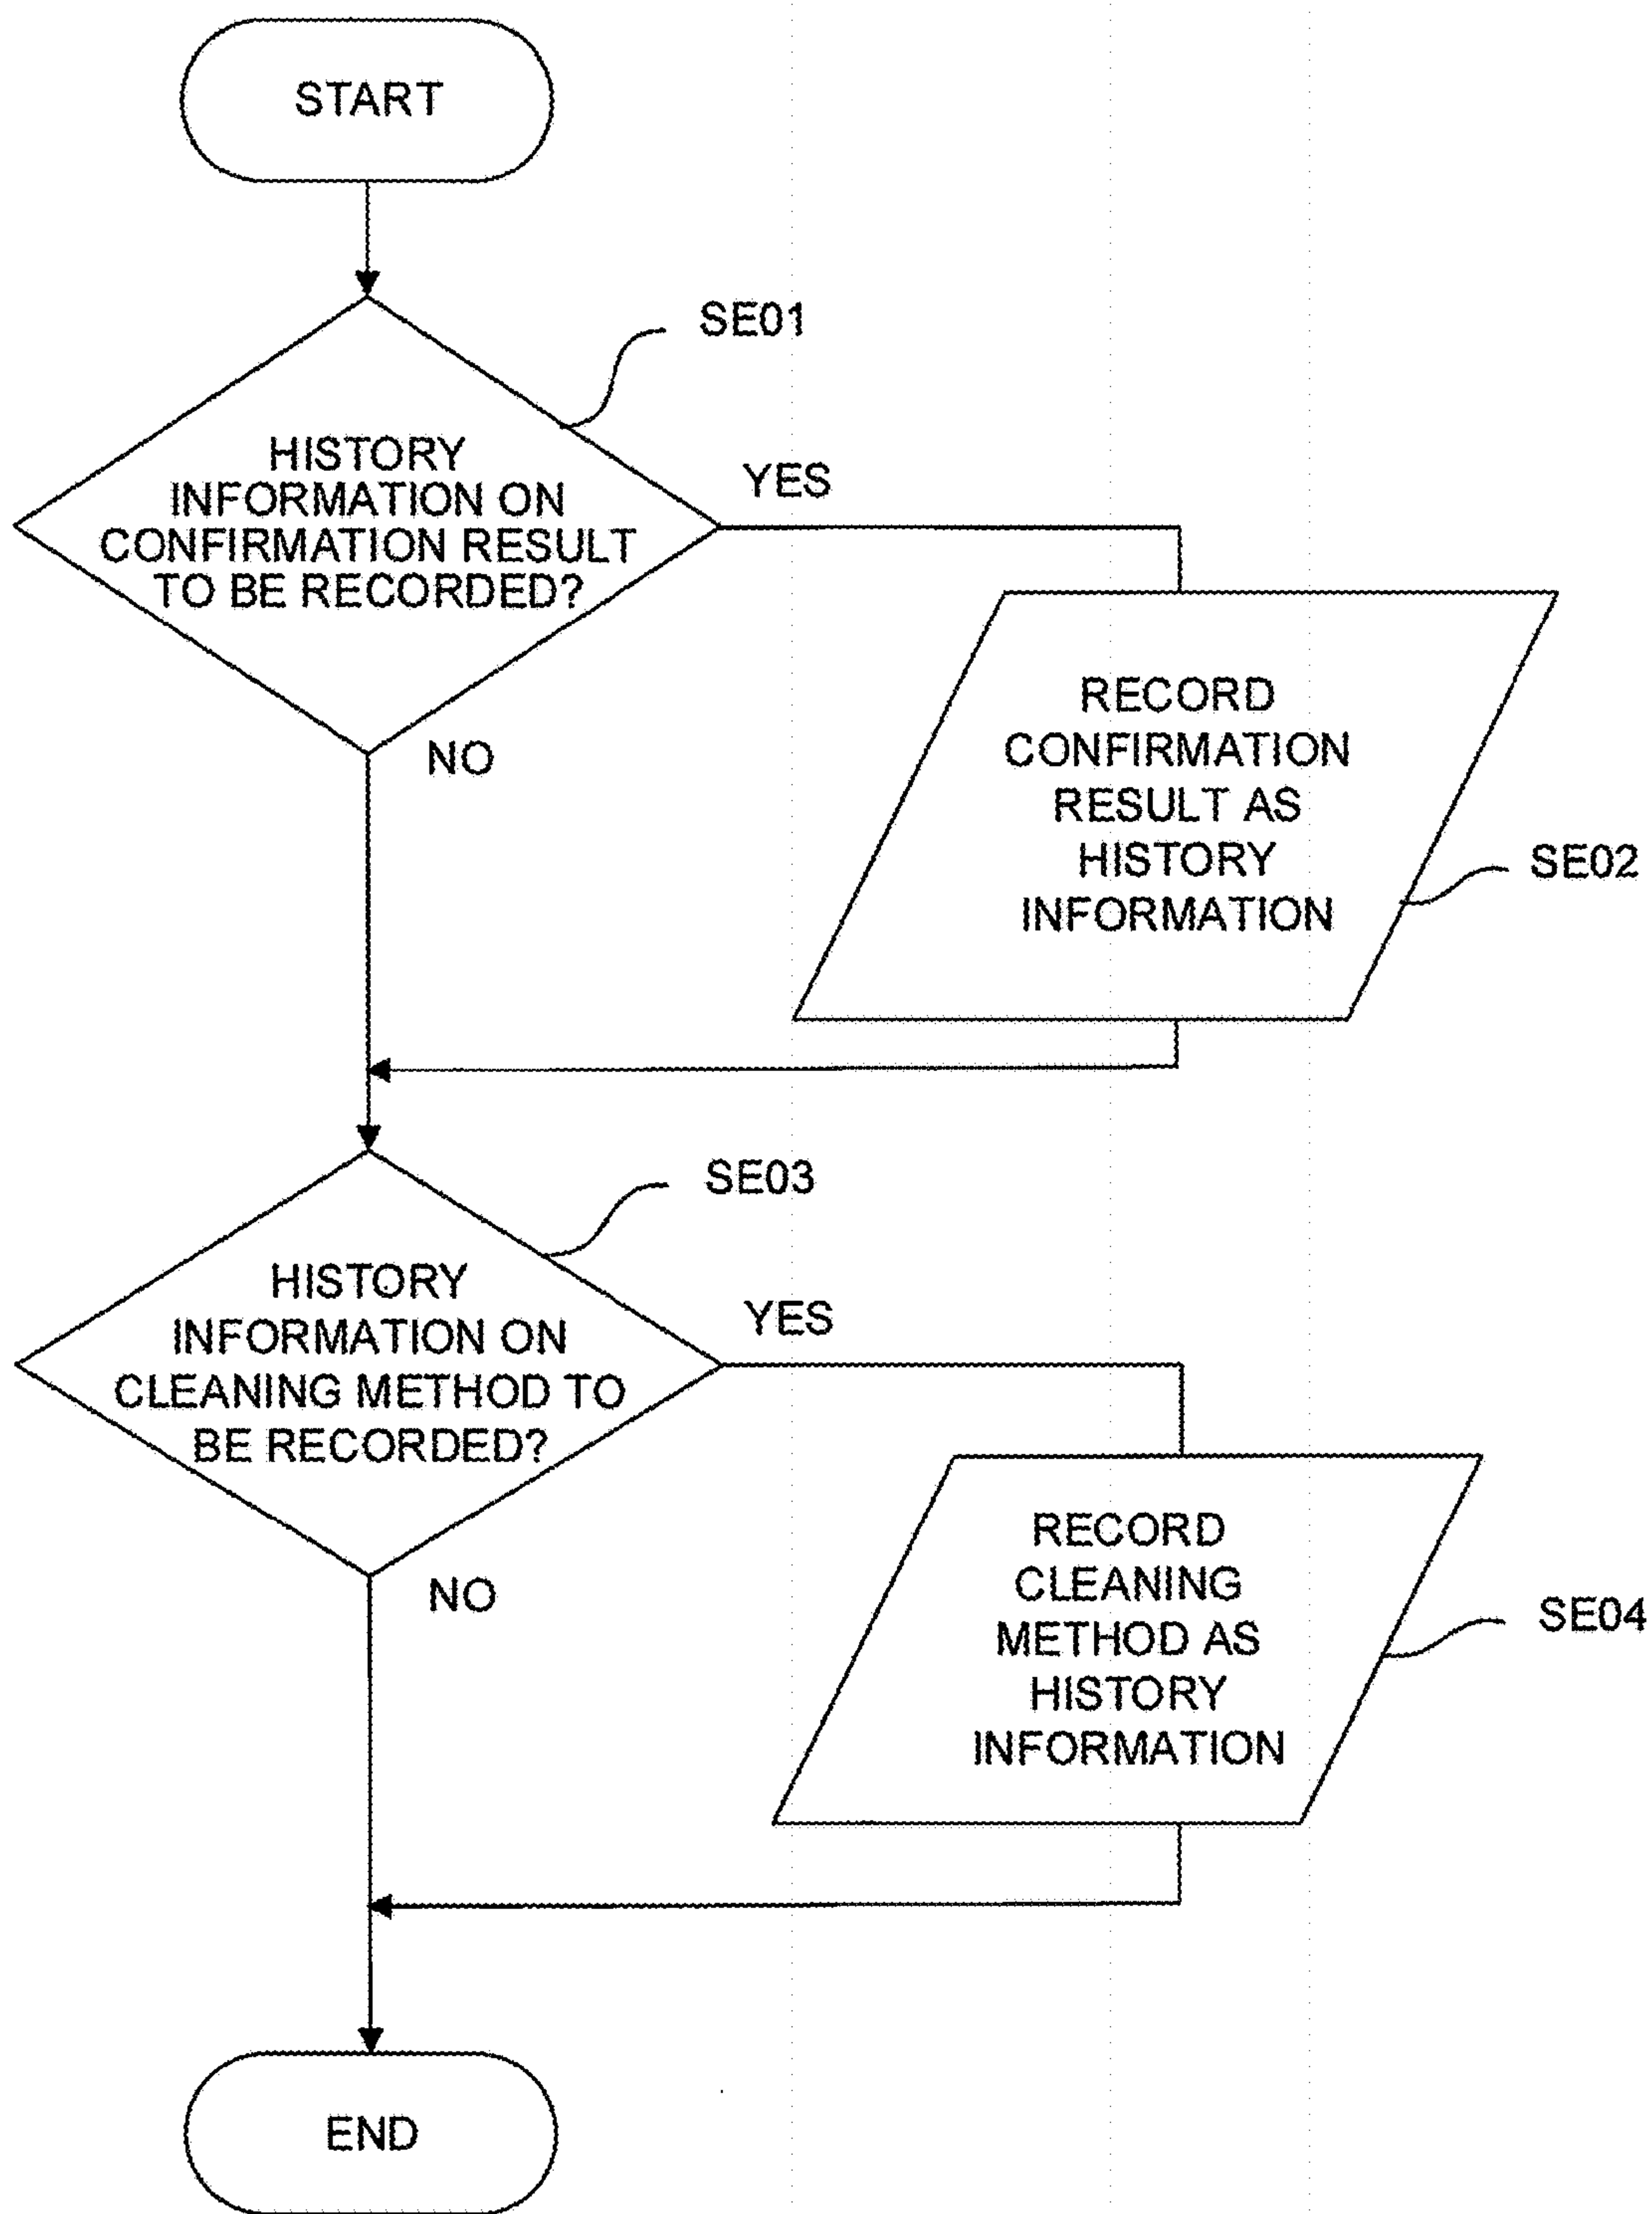 START
SE01
HISTORY
INFORMATION ON
CONFIRMATION RESULT
TO BE RECORDED?
YES
NO
RECORD
CONFIRMATION
RESULT AS
HISTORY
INFORMATION
SE02
SE03
HISTORY
INFORMATION ON
CLEANING METHOD TO
BE RECORDED?
YES
NO
RECORD
CLEANING
METHOD AS
HISTORY
INFORMATION
SE04
END